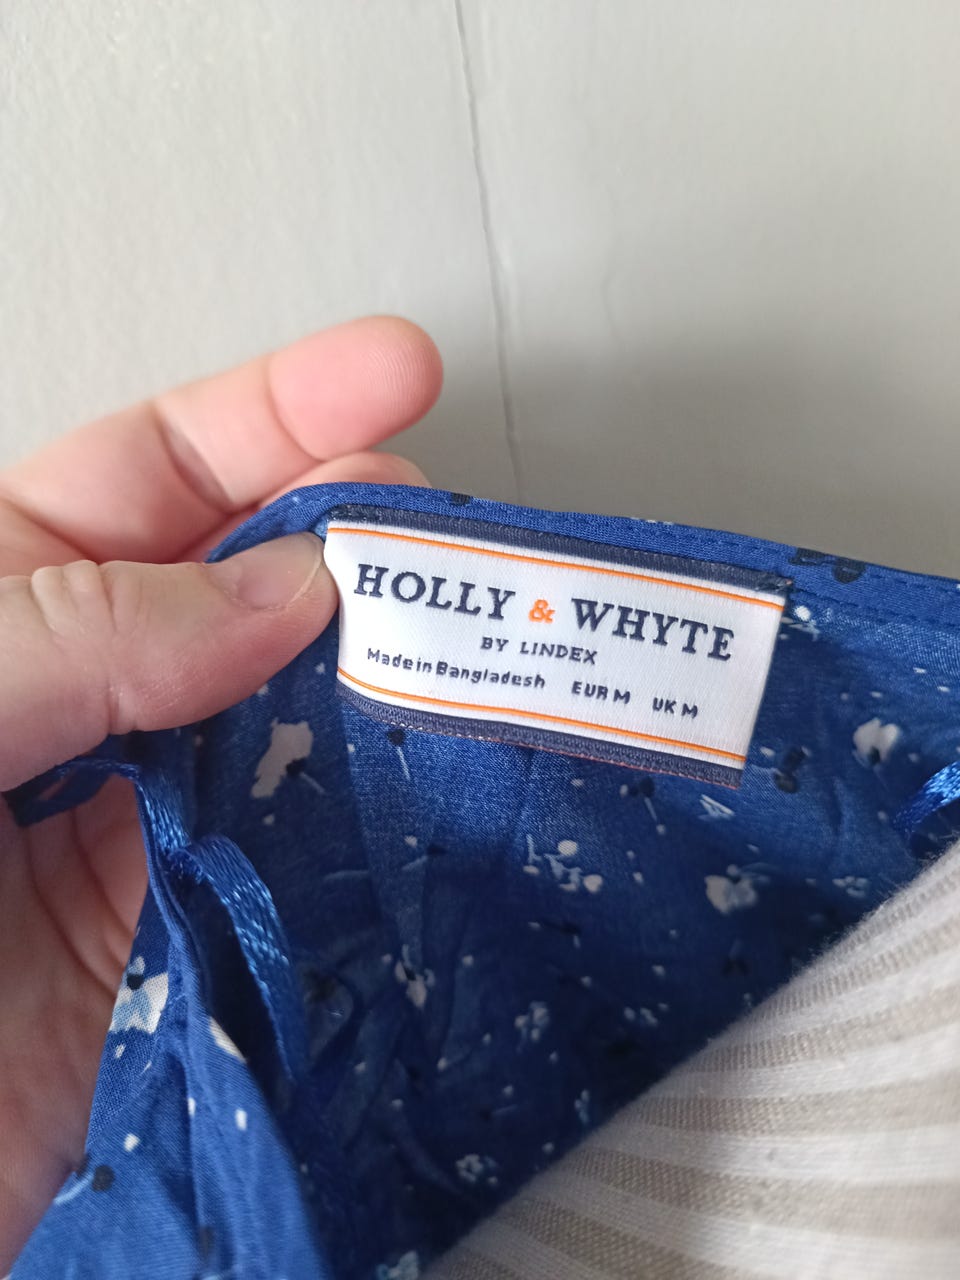 HOLLY & WHYTE
BY LINDEX
Made in Bangladesh EUR M UK M